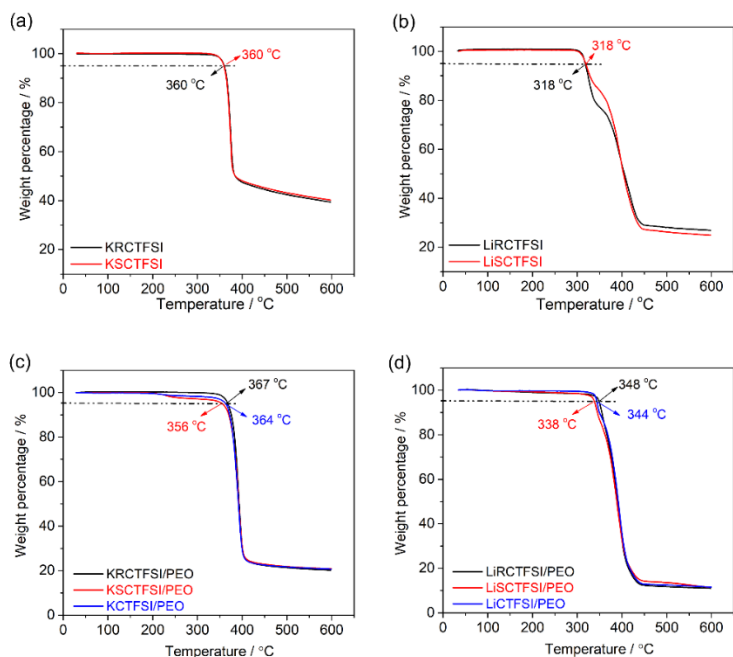 (a)
Weight percentage / %
100
80
60
40
20
360 °C
360 °C
KRCTFSI
KSCTFSI
0 100 200 300 400 500 600
Temperature / °C
(b)
Weight percentage / %
100
80
60
40
20
318 °C
318 °C
LiRCTFSI
LiSCTFSI
0 100 200 300 400 500 600
Temperature / °C
(c)
Weight percentage / %
100
80
60
40
20
0
367 °C
356 °C
364 °C
KRCTFSI/PEO
KSCTFSI/PEO
KCTFSI/PEO
0 100 200 300 400 500 600
Temperature / °C
(d)
Weight percentage / %
100
80
60
40
20
0
348 °C
338 °C
344 °C
LiRCTFSI/PEO
LiSCTFSI/PEO
LiCTFSI/PEO
0 100 200 300 400 500 600
Temperature / °C